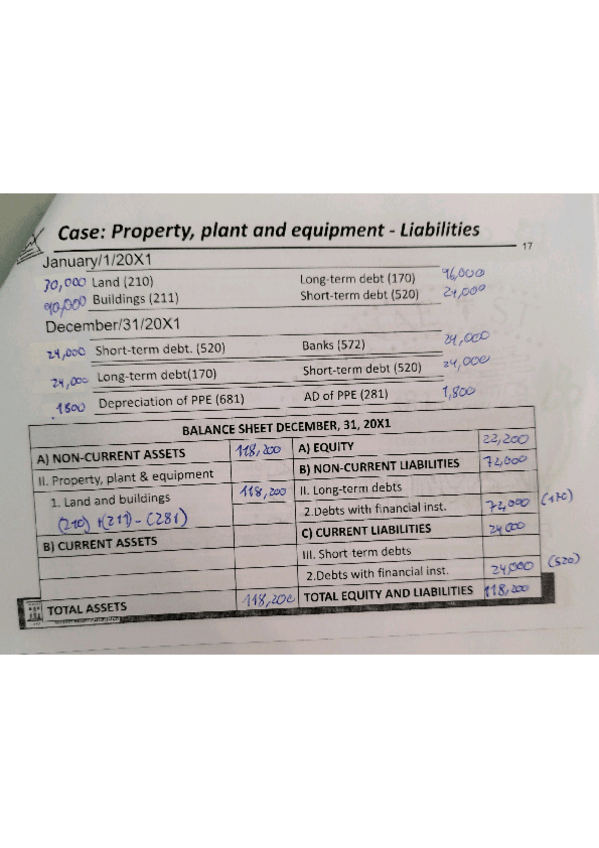 Case: Property, plant and equipment - Liabilities
17
January/1/20X1
30,000 Land (210) Long-term debt (170) 96,000
90,000 Buildings (211) Short-term debt (520) 24,000
December/31/20X1
24,000 Short-term debt. (520) Banks (572) 24,000
24,000 Long-term debt(170) Short-term debt (520) 24,000
1800 Depreciation of PPE (681) AD of PPE (281) 1,800
BALANCE SHEET DECEMBER, 31, 20X1
A) NON-CURRENT ASSETS 118,200 A) EQUITY 22,200
II. Property, plant & equipment B) NON-CURRENT LIABILITIES 72,000
1. Land and buildings 118,200 II. Long-term debts
(210) + (211) - (281) 2.Debts with financial inst. 72,000 (170)
B) CURRENT ASSETS C) CURRENT LIABILITIES 24000
III. Short term debts
2.Debts with financial inst. 24,000 (520)
TOTAL ASSETS 118,200 TOTAL EQUITY AND LIABILITIES 118,200